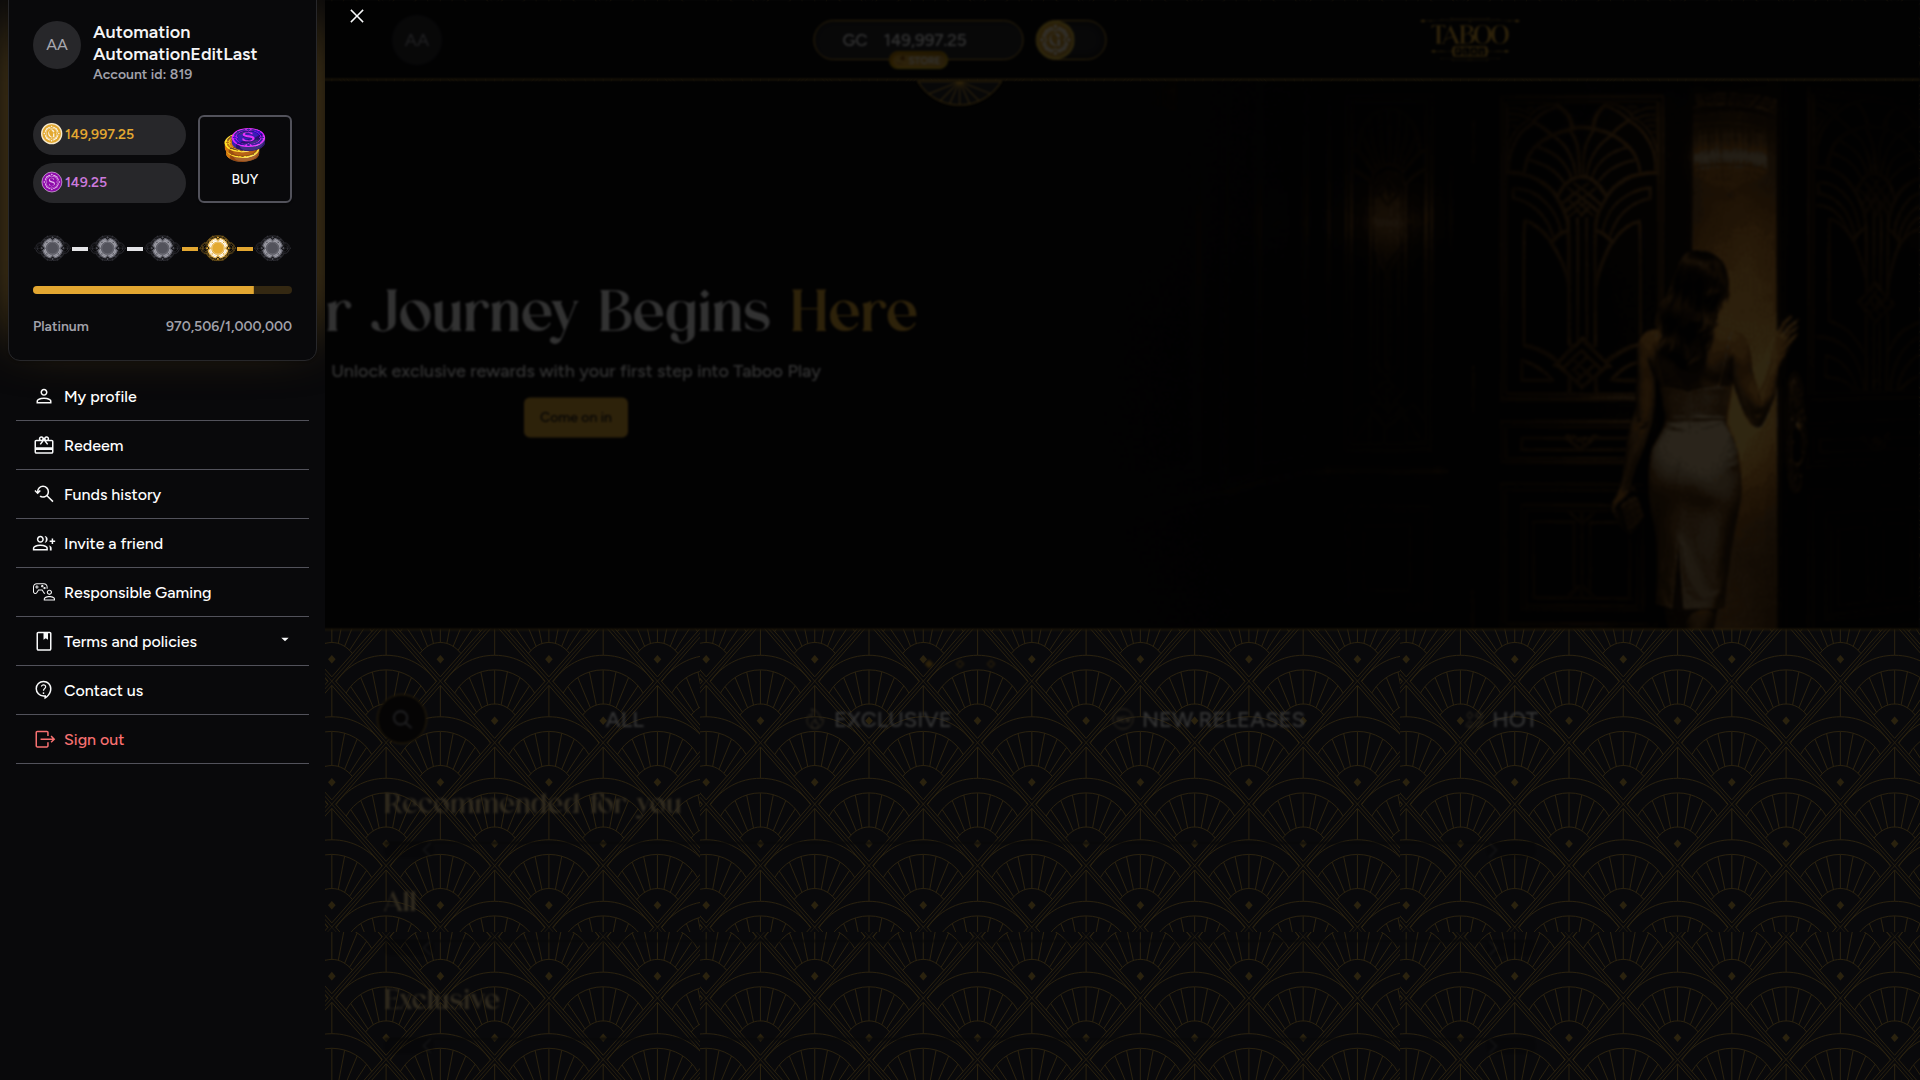 AA
Automation
AutomationEditLast
Account id: 819
149,997.25
149.25
BUY
Platinum
970,506/1,000,000
My profile
Redeem
Funds history
Invite a friend
Responsible Gaming
Terms and policies
Contact us
Sign out
AA
GC 149,997.25
STORE
TABOO
r Journey Begins Here
Unlock exclusive rewards with your first step into Taboo Play
Come on in
ALL
EXCLUSIVE
NEW RELEASES
HOT
Recommended for you
All
Exclusive